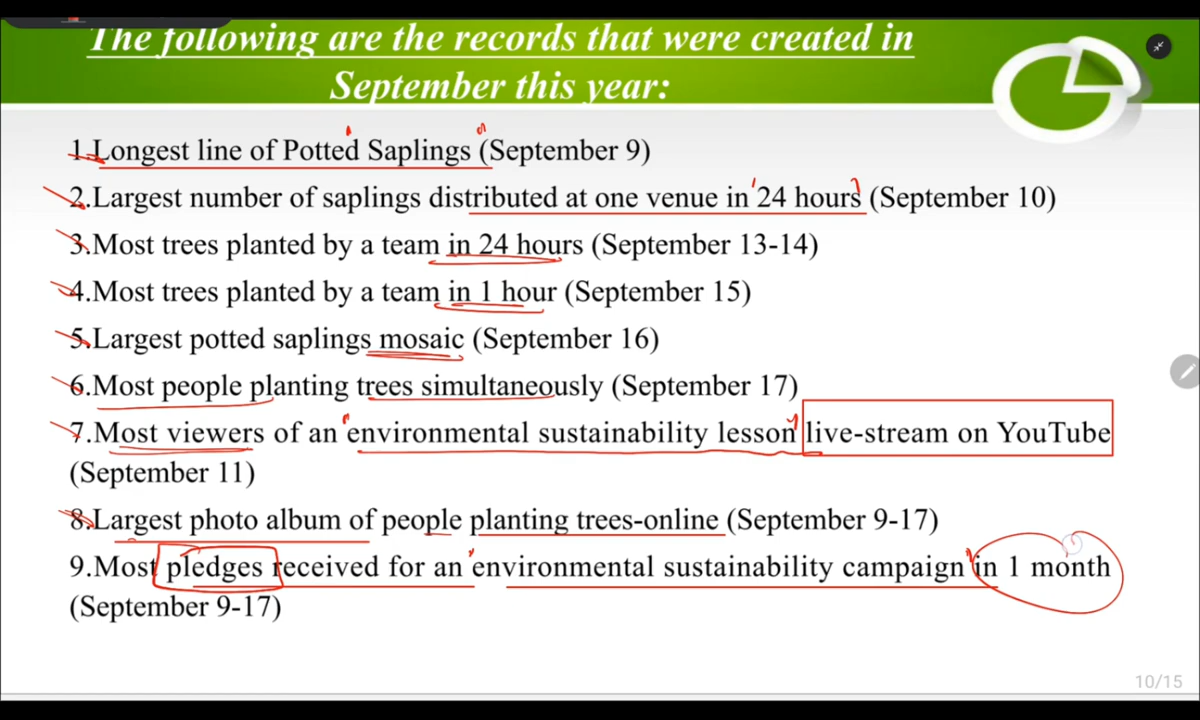 The following are the records that were created in
September this year:
1.Longest line of Potted Saplings (September 9)
2.Largest number of saplings distributed at one venue in 24 hours (September 10)
3.Most trees planted by a team in 24 hours (September 13-14)
4.Most trees planted by a team in 1 hour (September 15)
5.Largest potted saplings mosaic (September 16)
6.Most people planting trees simultaneously (September 17)
7.Most viewers of an environmental sustainability lesson live-stream on YouTube
(September 11)
8.Largest photo album of people planting trees-online (September 9-17)
9.Most pledges received for an environmental sustainability campaign in 1 month
(September 9-17)
10/15